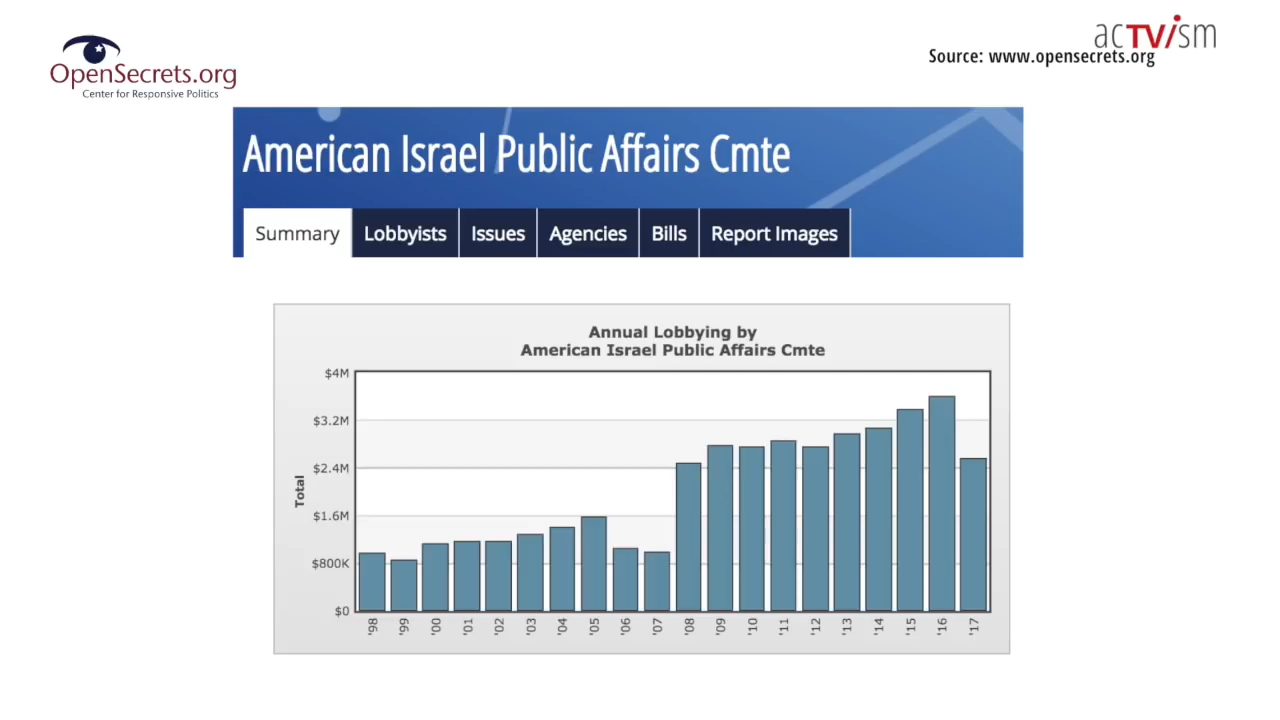 OpenSecrets.org
Center for Responsive Politics
acTVism
Source: www.opensecrets.org
American Israel Public Affairs Cmte
Summary Lobbyists Issues Agencies Bills Report Images
Annual Lobbying by
American Israel Public Affairs Cmte
Total
$4M
$3.2M
$2.4M
$1.6M
$800K
$0
'98 '99 '00 '01 '02 '03 '04 '05 '06 '07 '08 '09 '10 '11 '12 '13 '14 '15 '16 '17